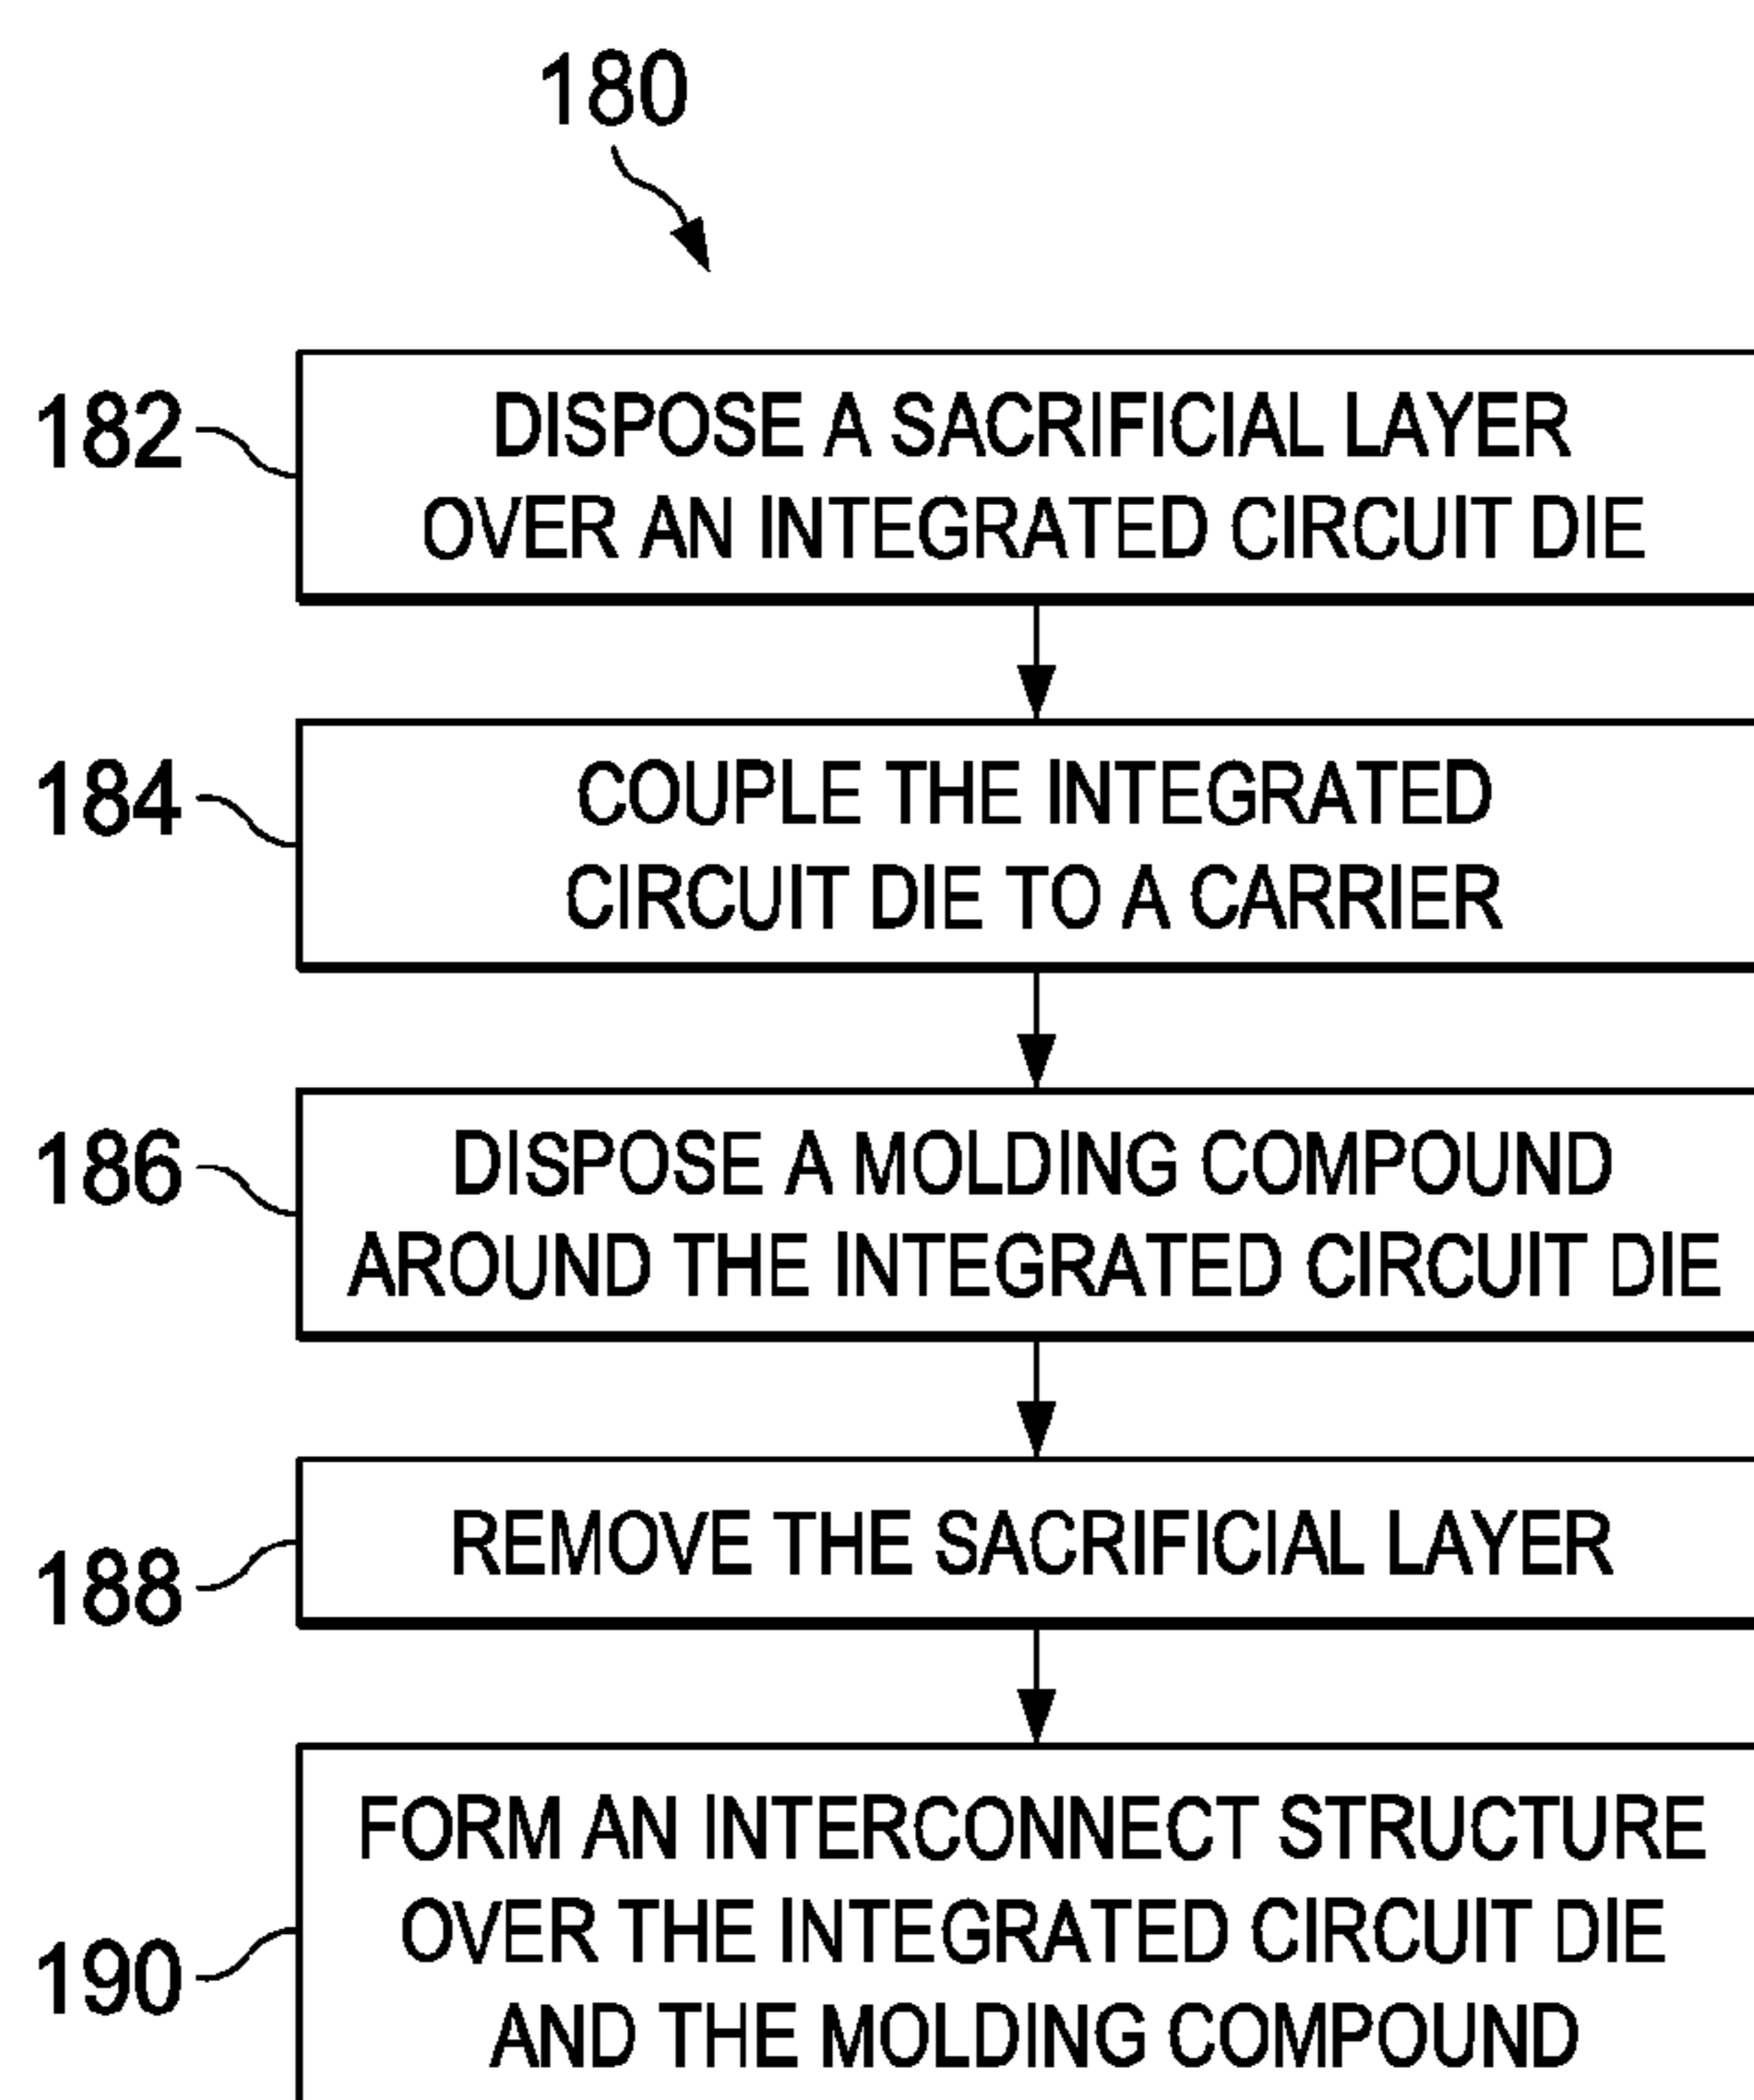 180
182
DISPOSE A SACRIFICIAL LAYER
OVER AN INTEGRATED CIRCUIT DIE
184
COUPLE THE INTEGRATED
CIRCUIT DIE TO A CARRIER
186
DISPOSE A MOLDING COMPOUND
AROUND THE INTEGRATED CIRCUIT DIE
188
REMOVE THE SACRIFICIAL LAYER
190
FORM AN INTERCONNECT STRUCTURE
OVER THE INTEGRATED CIRCUIT DIE
AND THE MOLDING COMPOUND